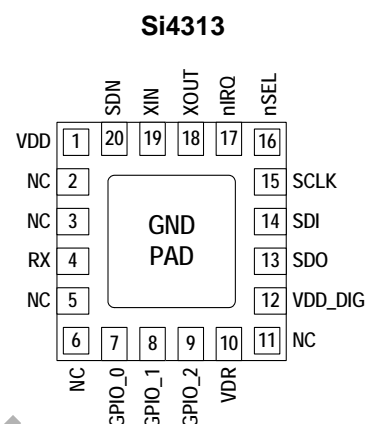 Si4313
SDN
XIN
XOUT
nIRQ
nSEL
VDD 1 20 19 18 17 16
NC 2 15 SCLK
NC 3 14 SDI
RX 4 13 SDO
NC 5 12 VDD_DIG
6 7 8 9 10 11 NC
GND
PAD
NC
GPIO_0
GPIO_1
GPIO_2
VDR